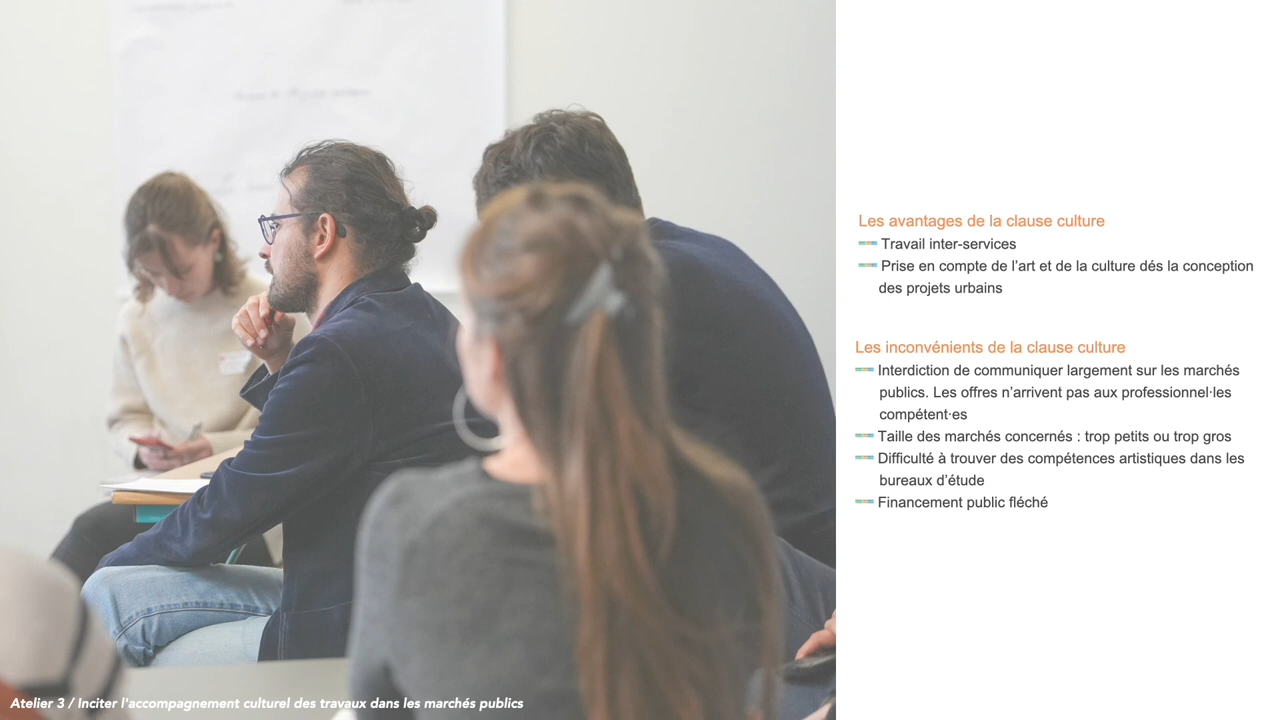 Les avantages de la clause culture
Travail inter-services
Prise en compte de l’art et de la culture dés la conception
des projets urbains
Les inconvénients de la clause culture
Interdiction de communiquer largement sur les marchés
publics. Les offres n’arrivent pas aux professionnel·les
compétent·es
Taille des marchés concernés : trop petits ou trop gros
Difficulté à trouver des compétences artistiques dans les
bureaux d’étude
Financement public fléché
Atelier 3 / Inciter l'accompagnement culturel des travaux dans les marchés publics